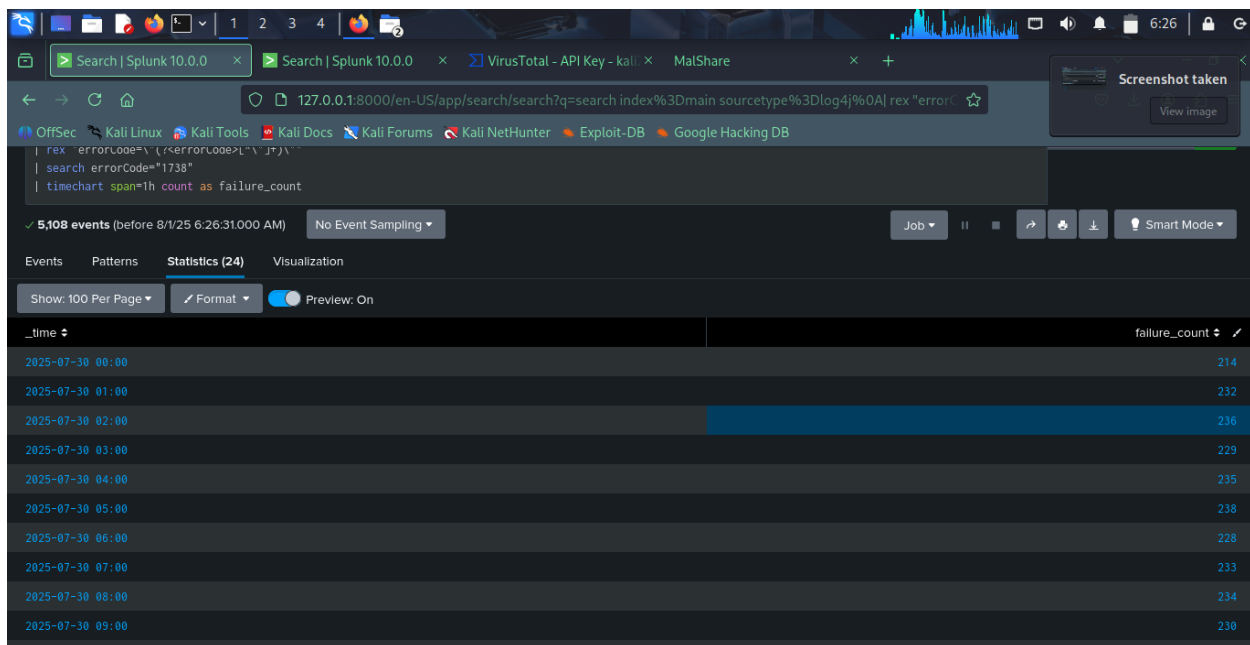 1 2 3 4 2 6:26
Search | Splunk 10.0.0 × Search | Splunk 10.0.0 × VirusTotal - API Key - kali × MalShare × +
Screenshot taken
View image
127.0.0.1:8000/en-US/app/search/search?q=search index%3Dmain sourcetype%3Dlog4j%0A| rex "errorC
OffSec Kali Linux Kali Tools Kali Docs Kali Forums Kali NetHunter Exploit-DB Google Hacking DB
| rex "errorCode=\"(?<errorCode>[^\"]+)\""
| search errorCode="1738"
| timechart span=1h count as failure_count
✓ 5,108 events (before 8/1/25 6:26:31.000 AM) No Event Sampling ▾ Job ▾ Smart Mode ▾
Events Patterns Statistics (24) Visualization
Show: 100 Per Page ▾ Format ▾ Preview: On
_time failure_count
2025-07-30 00:00 214
2025-07-30 01:00 232
2025-07-30 02:00 236
2025-07-30 03:00 229
2025-07-30 04:00 235
2025-07-30 05:00 238
2025-07-30 06:00 228
2025-07-30 07:00 233
2025-07-30 08:00 234
2025-07-30 09:00 230